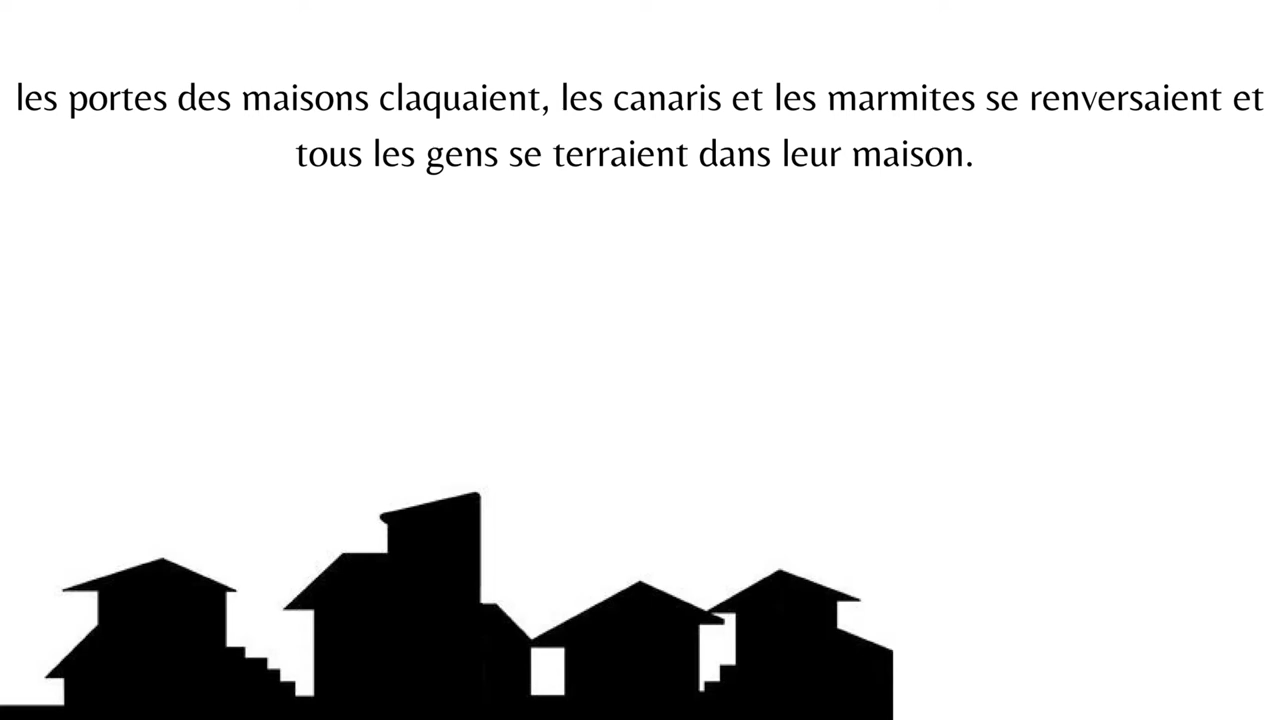 les portes des maisons claquaient, les canaris et les marmites se renversaient et
tous les gens se terraient dans leur maison.